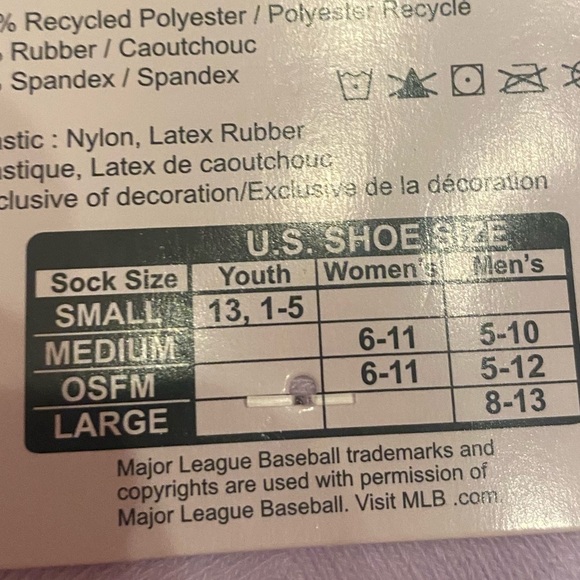 % Recycled Polyester / Polyester Recyclé
Rubber / Caoutchouc
Spandex / Spandex
astic : Nylon, Latex Rubber
astique, Latex de caoutchouc
clusive of decoration/Exclusive de la décoration
U.S. SHOE SIZE
Sock Size Youth Women's Men's
SMALL 13, 1-5
MEDIUM 6-11 5-10
OSFM 6-11 5-12
LARGE 8-13
Major League Baseball trademarks and
copyrights are used with permission of
Major League Baseball. Visit MLB .com